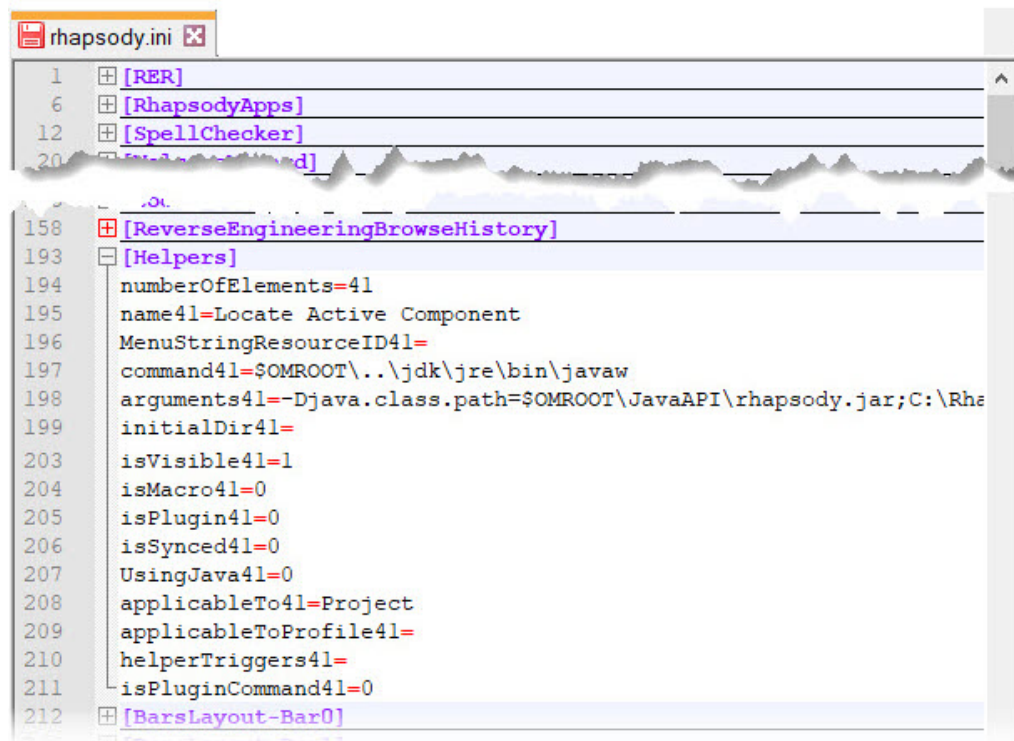 rhapsody.ini
1 [RER]
6 [RhapsodyApps]
12 [SpellChecker]
20
158 [ReverseEngineeringBrowseHistory]
193 [Helpers]
194 numberOfElements=41
195 name41=Locate Active Component
196 MenuStringResourceID41=
197 command41=$OMROOT\..\jdk\jre\bin\javaw
198 arguments41=-Djava.class.path=$OMROOT\JavaAPI\rhapsody.jar;C:\Rha
199 initialDir41=
203 isVisible41=1
204 isMacro41=0
205 isPlugin41=0
206 isSynced41=0
207 UsingJava41=0
208 applicableTo41=Project
209 applicableToProfile41=
210 helperTriggers41=
211 isPluginCommand41=0
212 [BarsLayout-Bar0]